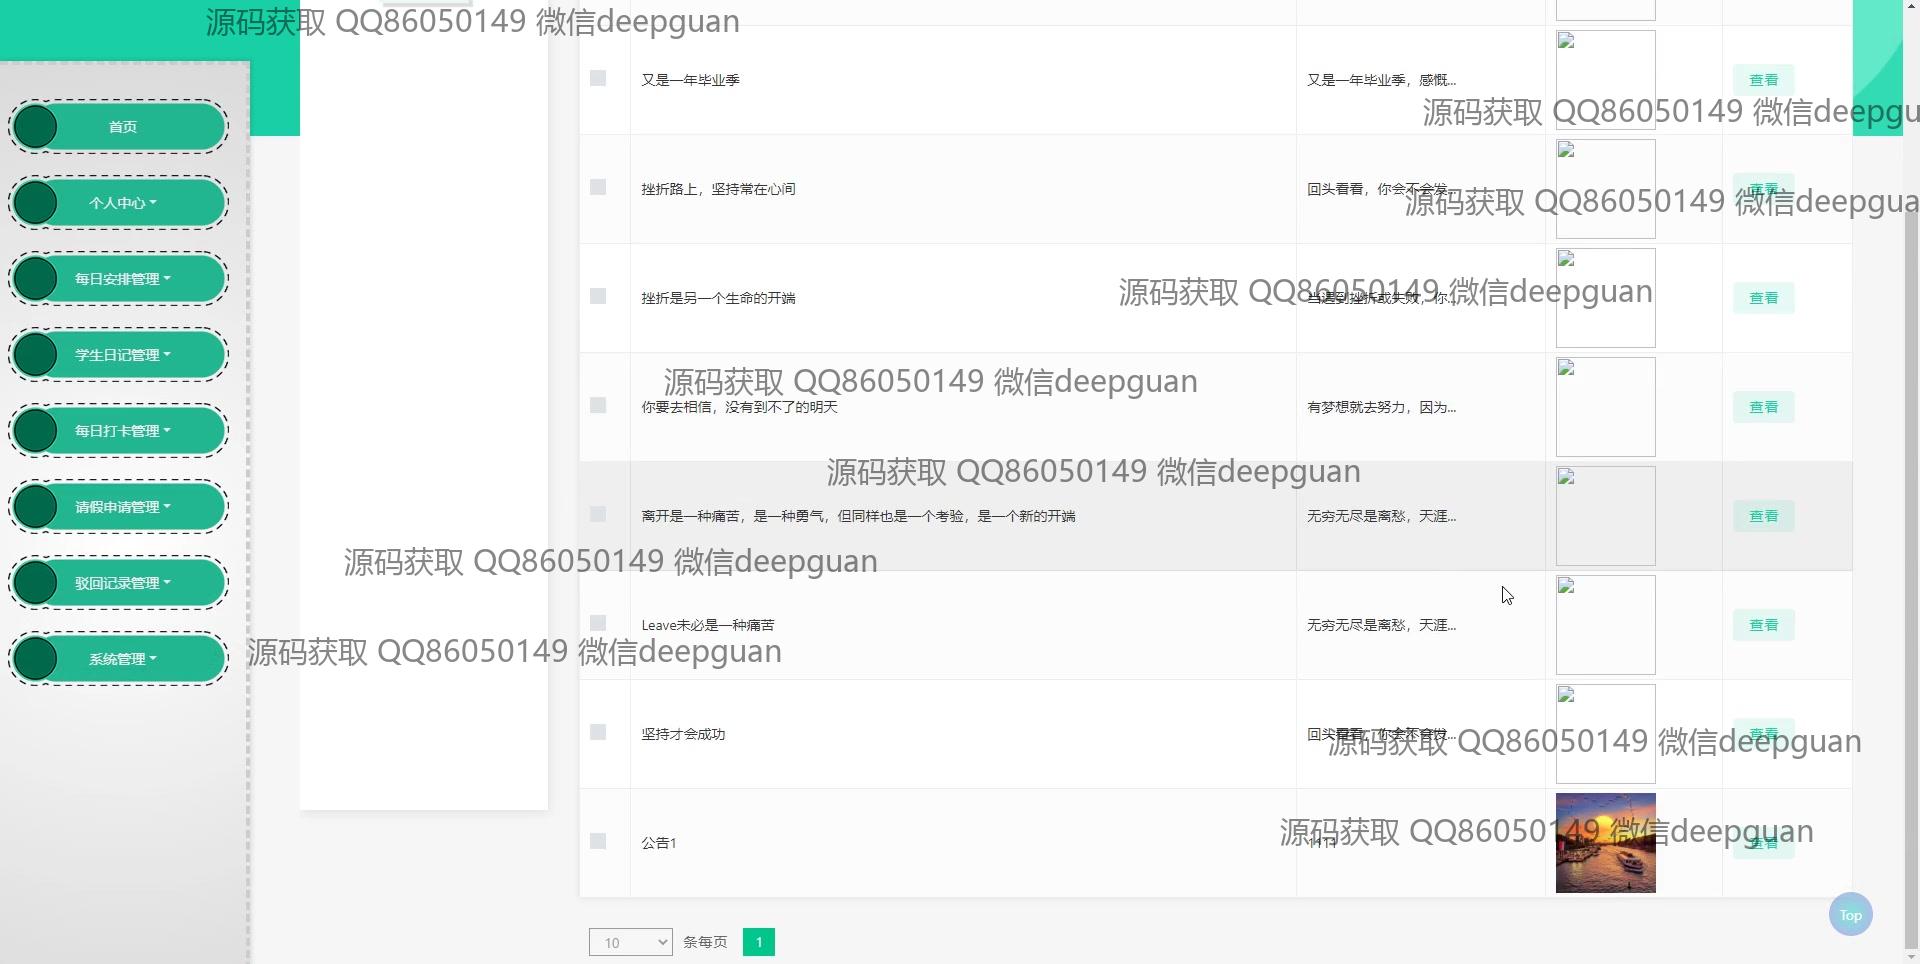 源码获取 QQ86050149 微信deepguan
首页
个人中心
每日安排管理
学生日记管理
每日打卡管理
请假申请管理
驳回记录管理
系统管理
又是一年毕业季 又是一年毕业季，感慨... 查看
源码获取 QQ86050149 微信deepgu
挫折路上，坚持常在心间 回头看看，你会不会发... 查看
源码获取 QQ86050149 微信deepgua
挫折是另一个生命的开端 当遇到挫折或失败，你... 查看
源码获取 QQ86050149 微信deepguan
源码获取 QQ86050149 微信deepguan
你要去相信，没有到不了的明天 有梦想就去努力，因为... 查看
源码获取 QQ86050149 微信deepguan
离开是一种痛苦，是一种勇气，但同样也是一个考验，是一个新的开端 无穷无尽是离愁，天涯... 查看
源码获取 QQ86050149 微信deepguan
Leave未必是一种痛苦 无穷无尽是离愁，天涯... 查看
源码获取 QQ86050149 微信deepguan
坚持才会成功 回头看看，你会不会发... 查看
源码获取 QQ86050149 微信deepguan
源码获取 QQ86050149 微信deepguan
公告1 1111 查看
Top
10 条每页 1